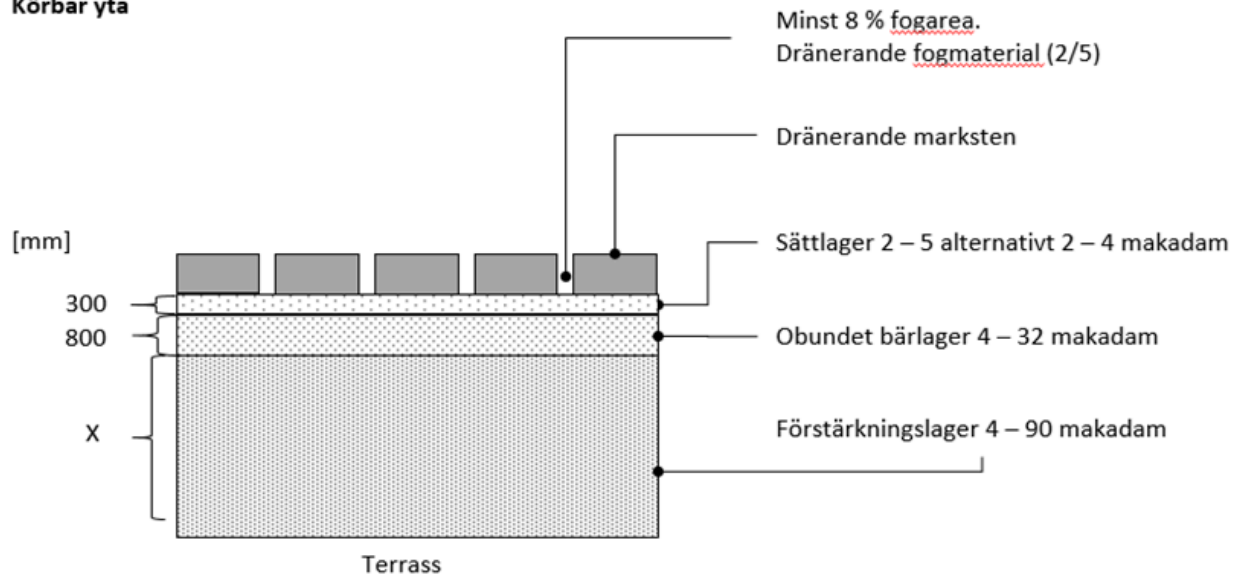 Körbar yta
Minst 8 % fogarea.
Dränerande fogmaterial (2/5)
Dränerande marksten
[mm]
Sättlager 2 – 5 alternativt 2 – 4 makadam
300
800
Obundet bärlager 4 – 32 makadam
X
Förstärkningslager 4 – 90 makadam
Terrass